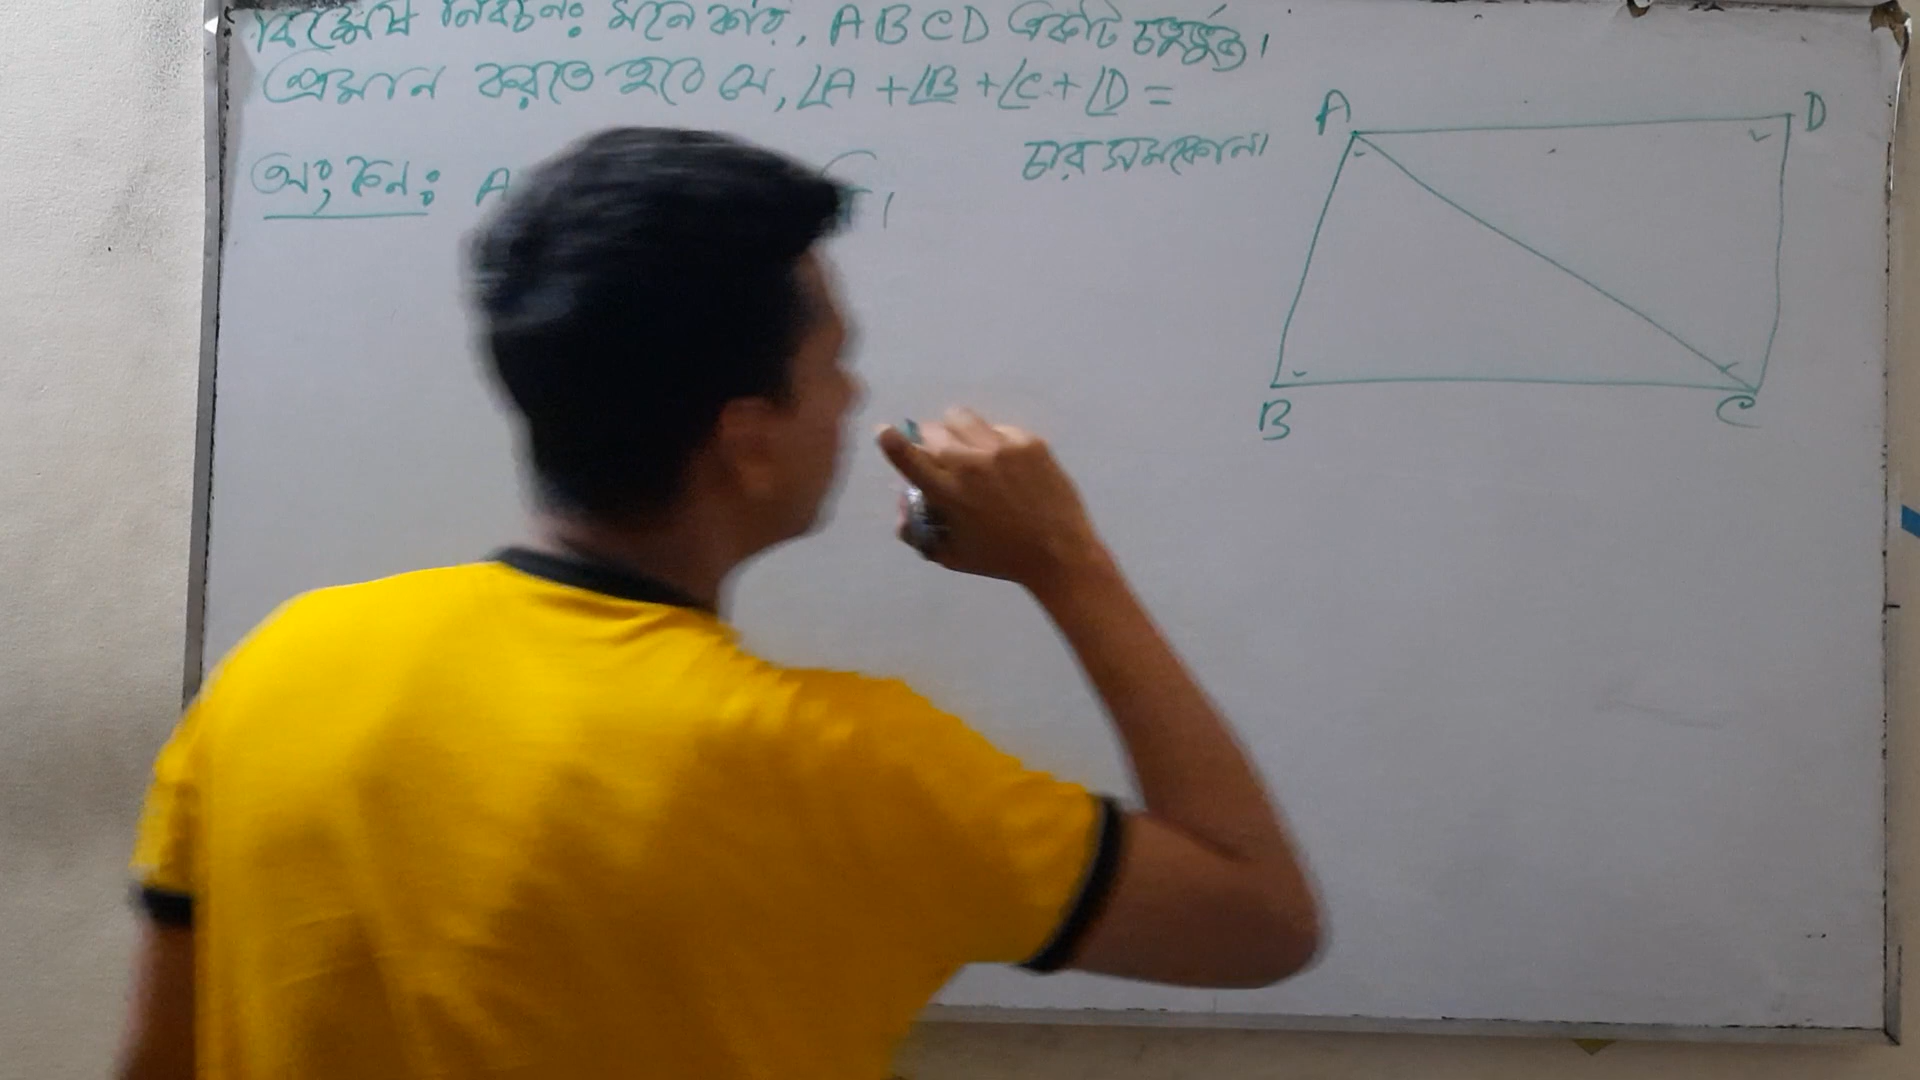 বিশেষ নির্বচন: মনে করি, ABCD একটি চতুর্ভুজ।
প্রমান করতে হবে যে, ∠A + ∠B + ∠C + ∠D =
চার সমকোন।
অংকন: A
A
D
B
C